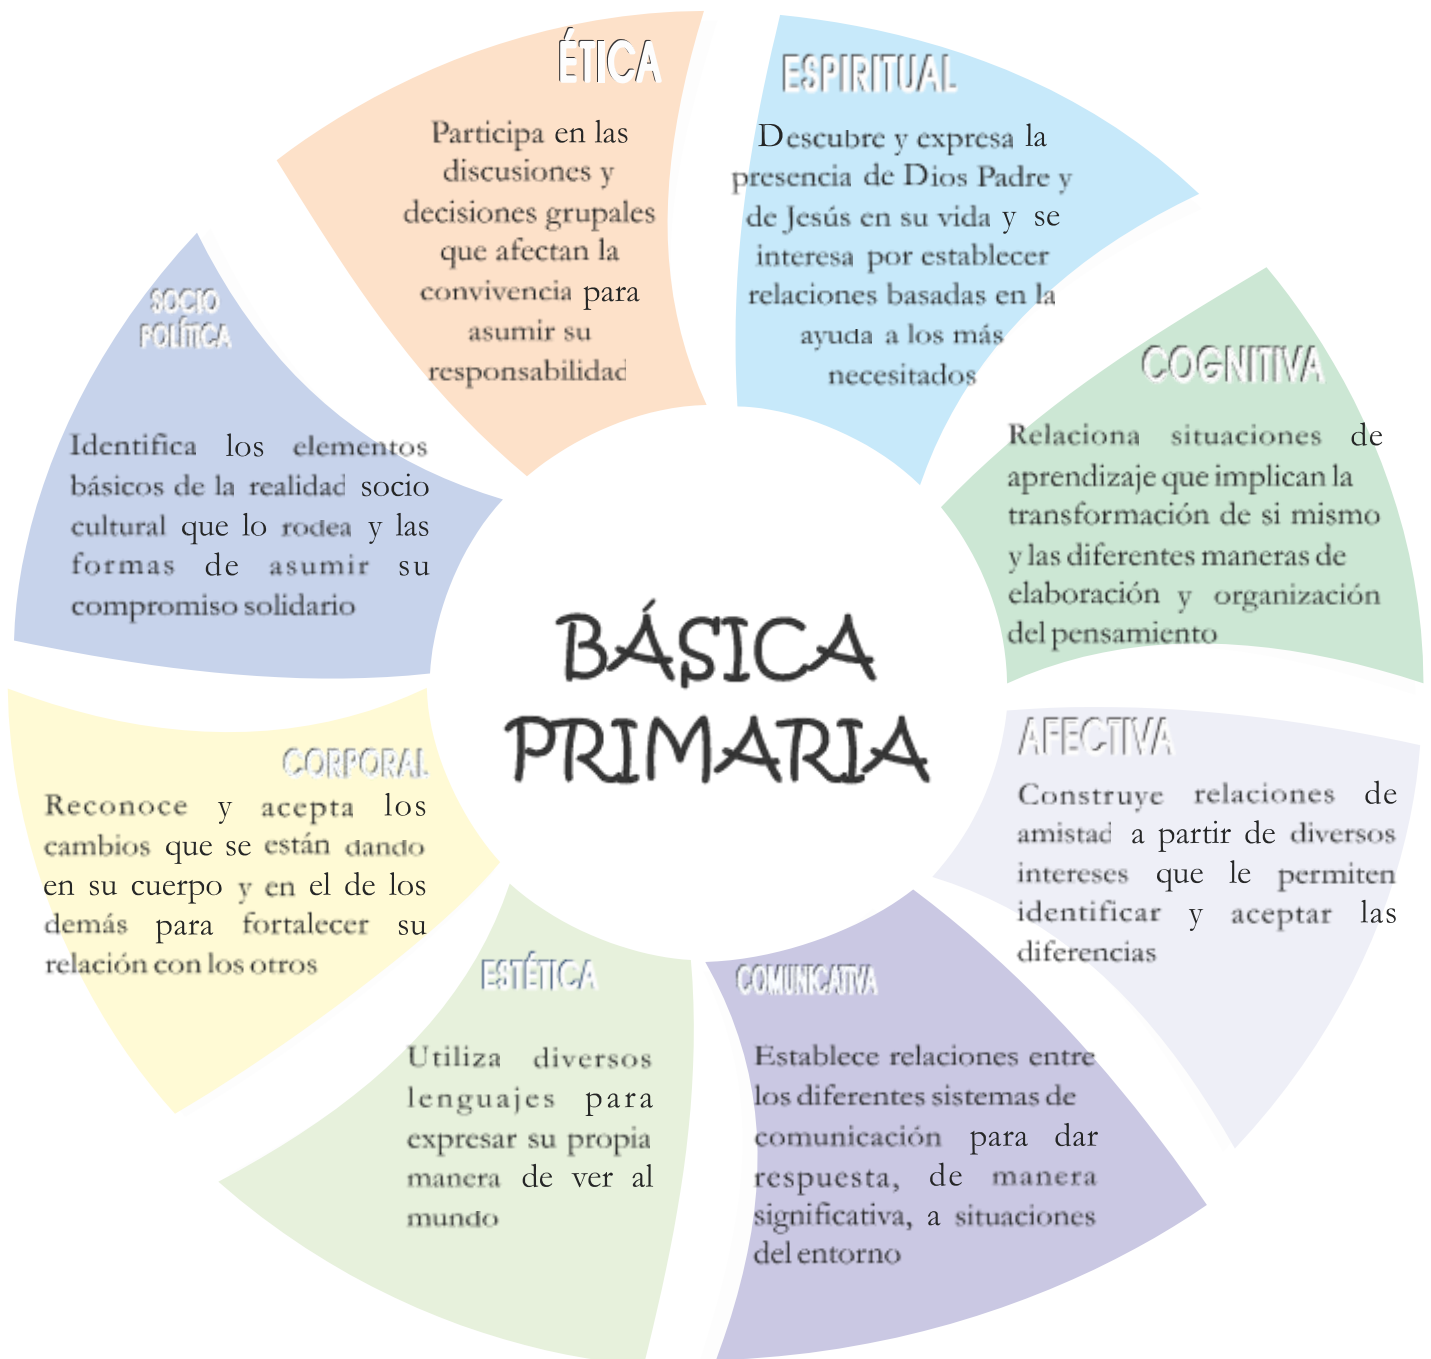 ÉTICA
Participa en las
discusiones y
decisiones grupales
que afectan la
convivencia para
asumir su
responsabilidad
ESPIRITUAL
Descubre y expresa la
presencia de Dios Padre y
de Jesús en su vida y se
interesa por establecer
relaciones basadas en la
ayuda a los más
necesitados
COGNITIVA
Relaciona situaciones de
aprendizaje que implican la
transformación de si mismo
y las diferentes maneras de
elaboración y organización
del pensamiento
AFECTIVA
Construye relaciones de
amistad a partir de diversos
intereses que le permiten
identificar y aceptar las
diferencias
COMUNICATIVA
Establece relaciones entre
los diferentes sistemas de
comunicación para dar
respuesta, de manera
significativa, a situaciones
del entorno
ESTÉTICA
Utiliza diversos
lenguajes para
expresar su propia
manera de ver al
mundo
CORPORAL
Reconoce y acepta los
cambios que se están dando
en su cuerpo y en el de los
demás para fortalecer su
relación con los otros
SOCIO
POLÍTICA
Identifica los elementos
básicos de la realidad socio
cultural que lo rodea y las
formas de asumir su
compromiso solidario
BÁSICA
PRIMARIA